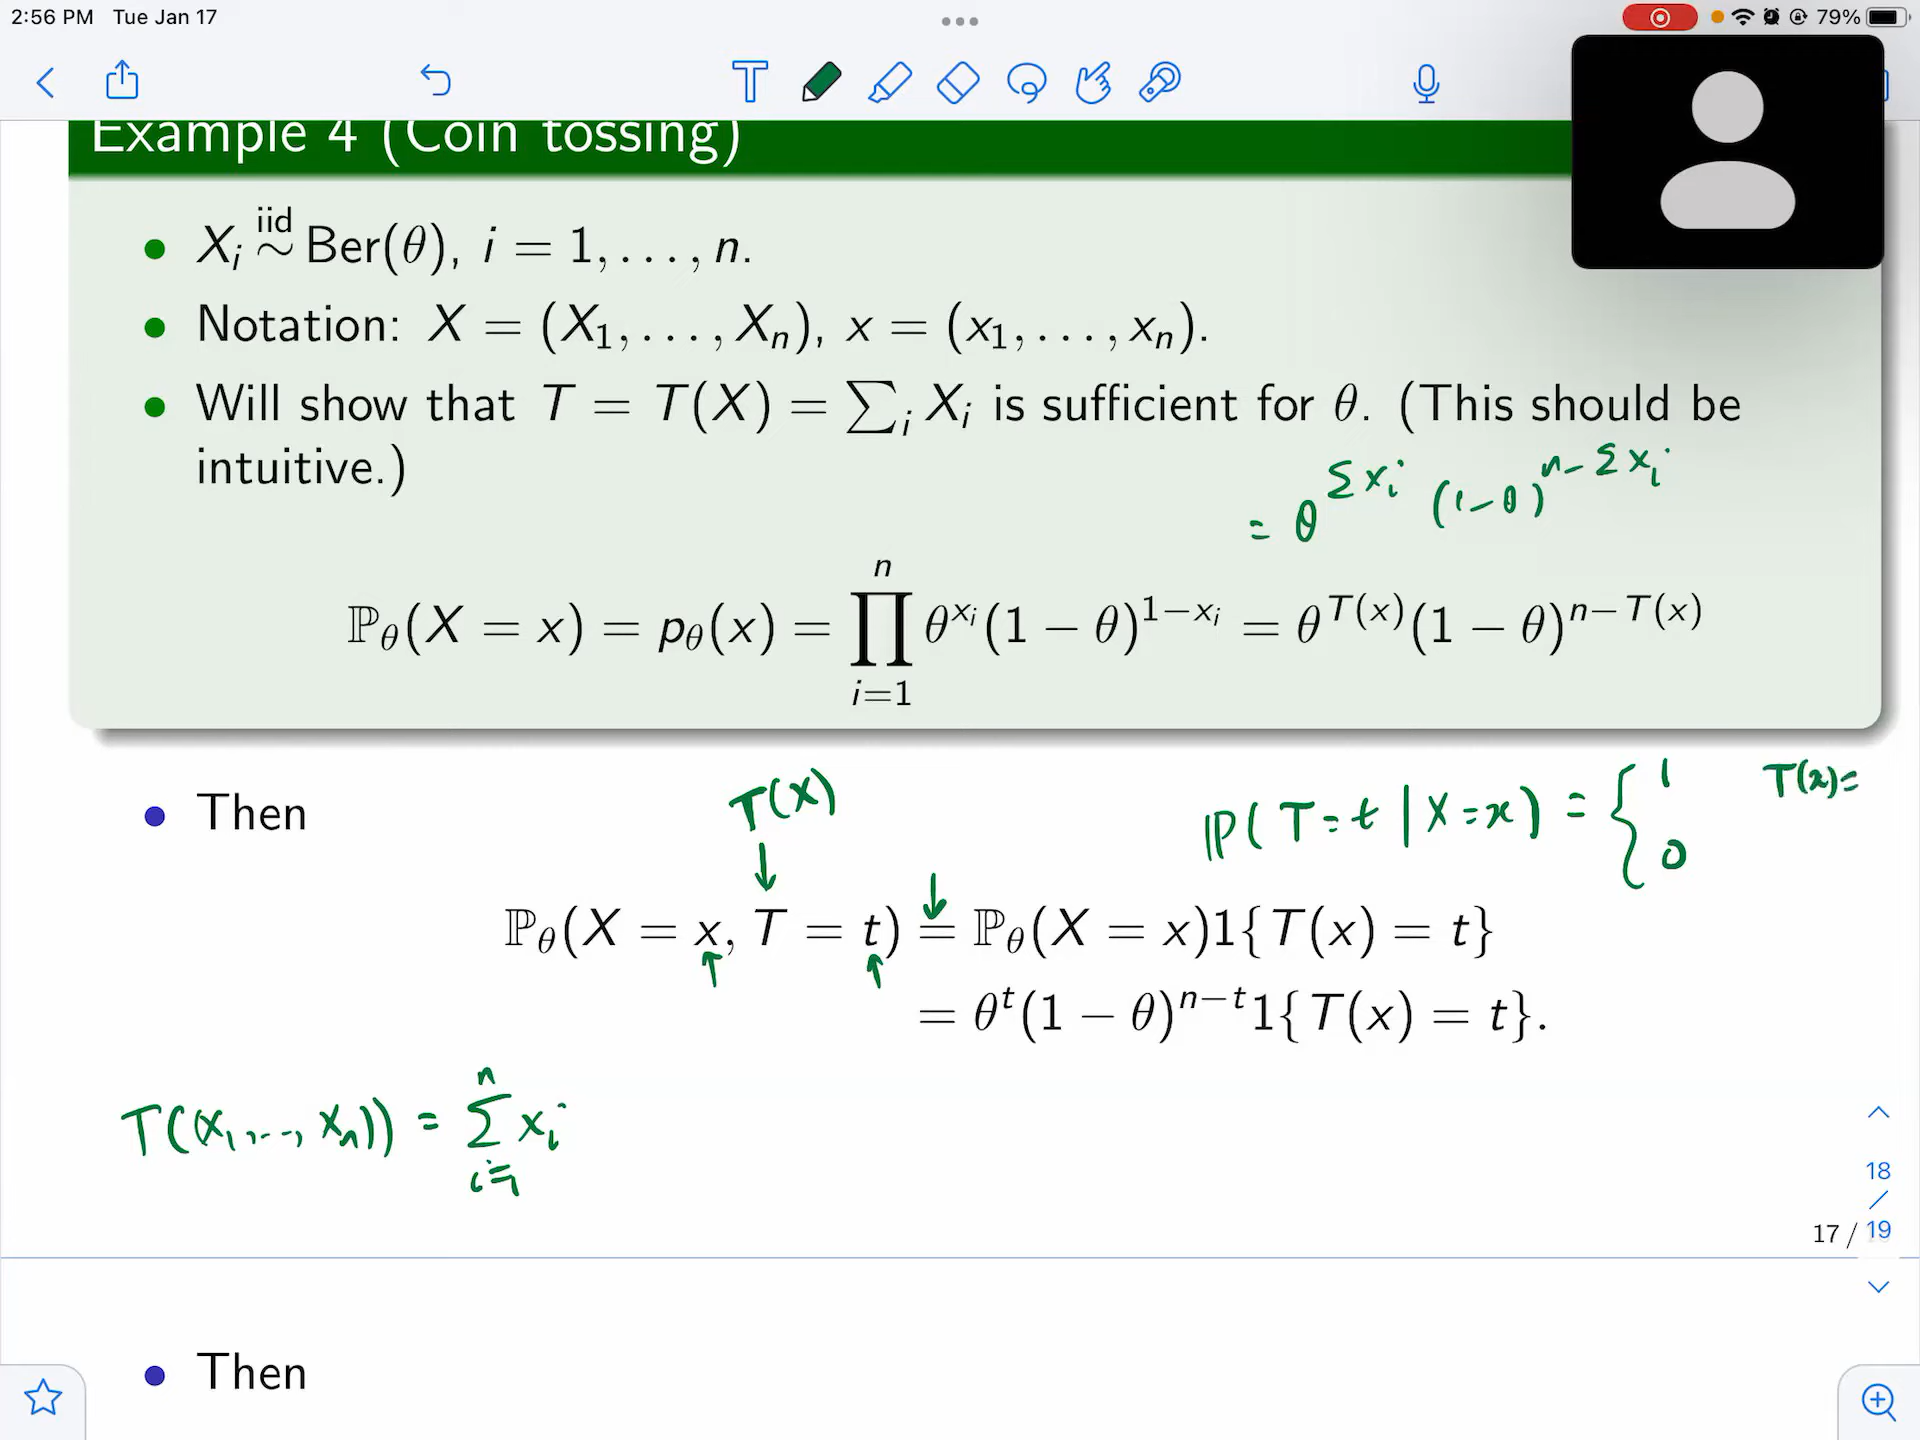 2:56 PM Tue Jan 17
79%
Example 4 (Coin tossing)
• X_i iid ~ Ber(θ), i = 1, . . . , n.
• Notation: X = (X_1, . . . , X_n), x = (x_1, . . . , x_n).
• Will show that T = T(X) = ∑_i X_i is sufficient for θ. (This should be
intuitive.)
= θ^{Σ x_i} (1-θ)^{n-Σ x_i}
ℙ_θ(X = x) = p_θ(x) = ∏_{i=1}^{n} θ^{x_i}(1 − θ)^{1−x_i} = θ^{T(x)}(1 − θ)^{n−T(x)}
• Then
T(X)
↓
ℙ( T=t | X=x ) = { 1 T(x)=
0
↓
ℙ_θ(X = x, T = t) = ℙ_θ(X = x)1{T(x) = t}
↑ ↑
= θ^t(1 − θ)^{n−t}1{T(x) = t}.
T((x_1,..., x_n)) = Σ_{i=1}^{n} x_i
18
/
17 / 19
• Then